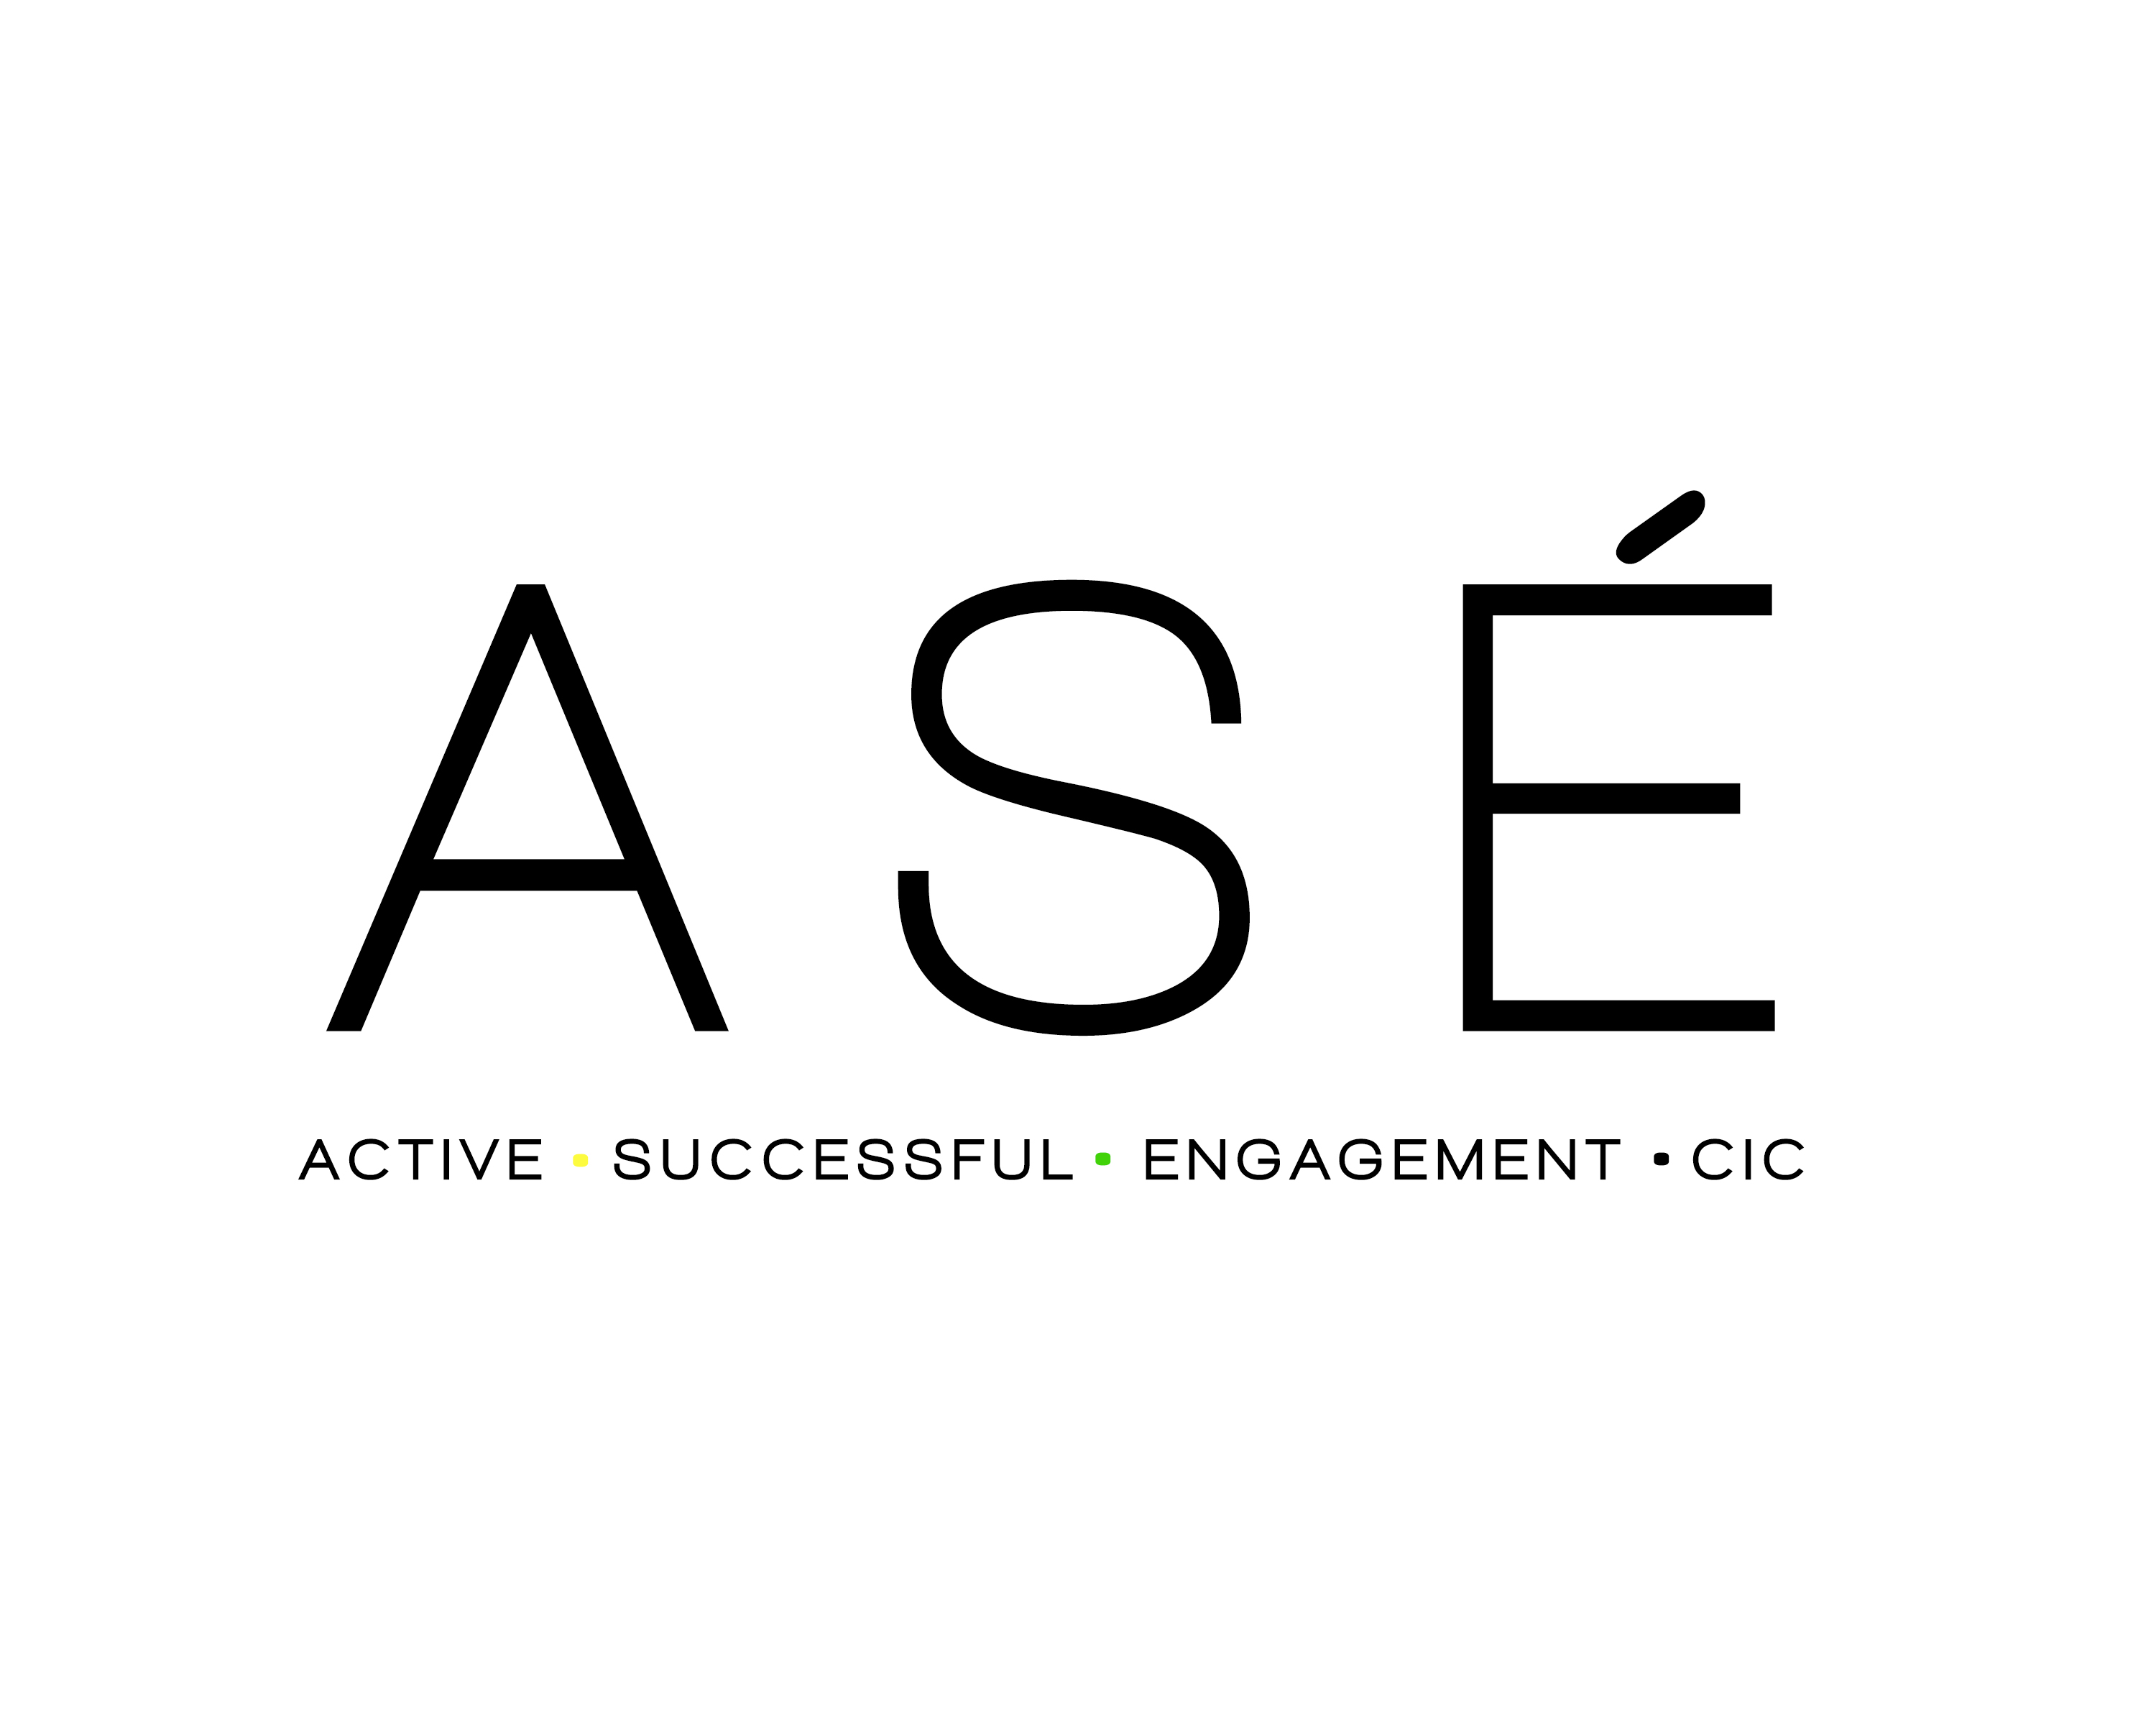 ASÉ
ACTIVE • SUCCESSFUL • ENGAGEMENT • CIC